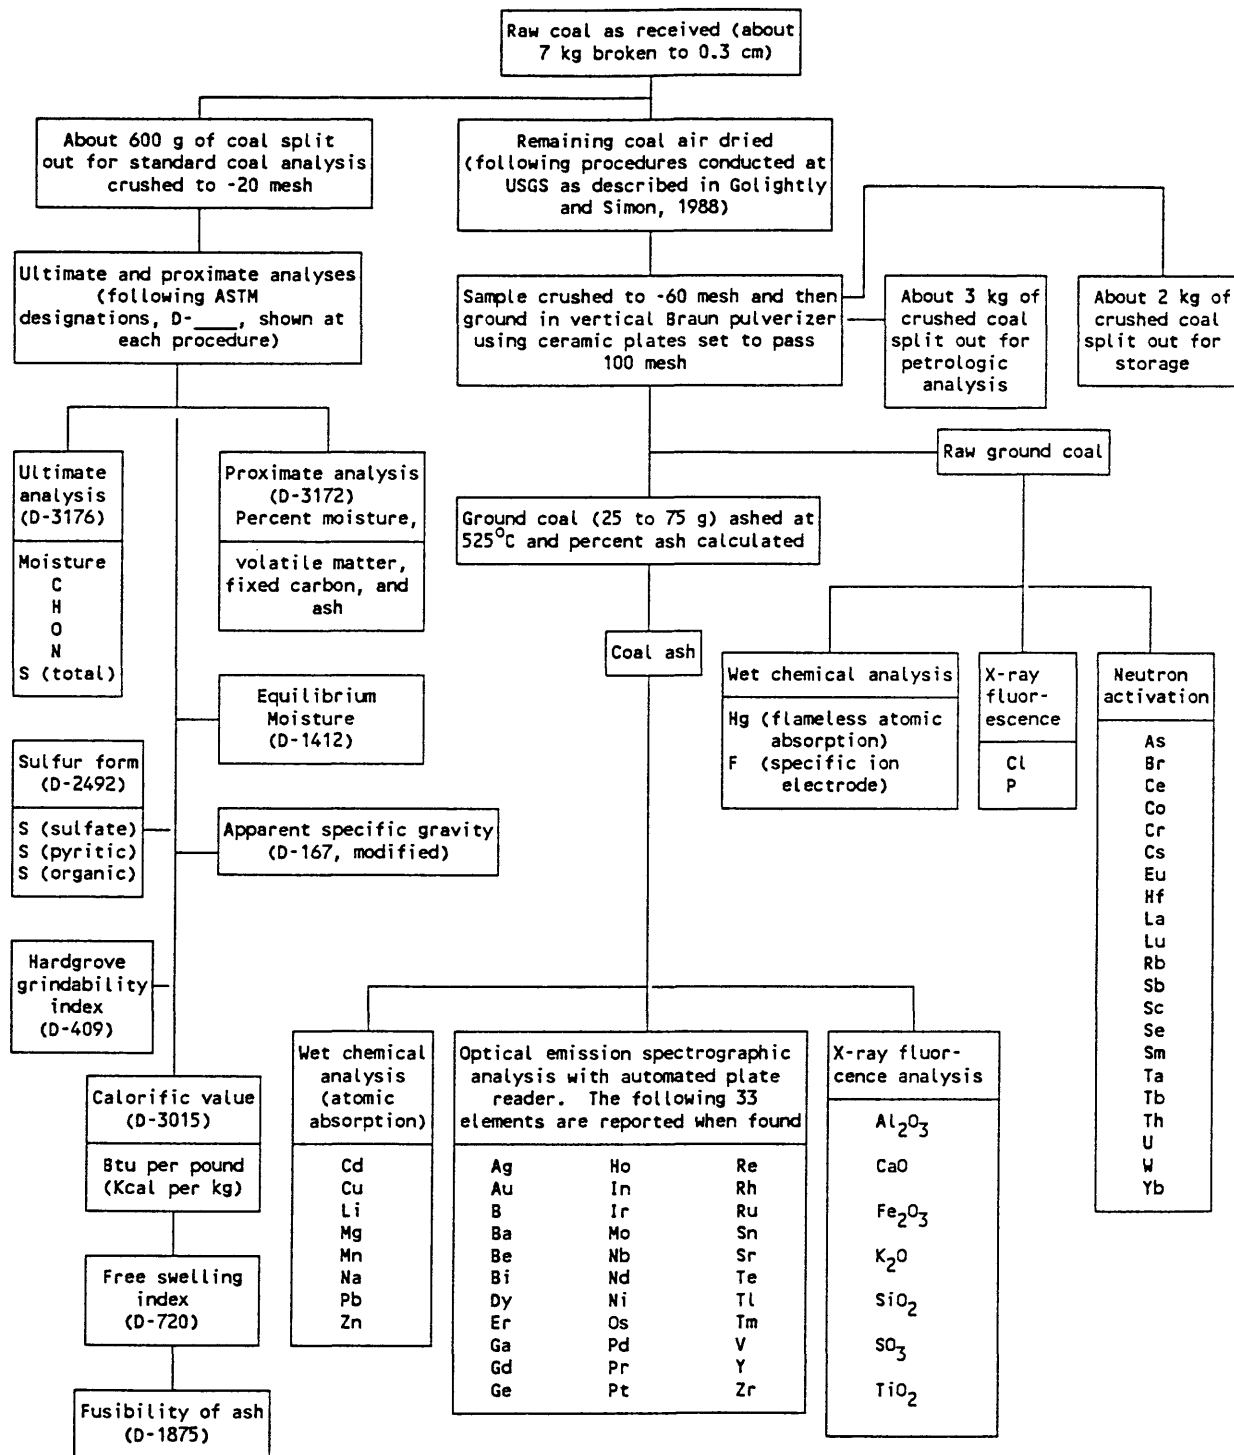 Raw coal as received (about
7 kg broken to 0.3 cm)
About 600 g of coal split
out for standard coal analysis
crushed to -20 mesh
Remaining coal air dried
(following procedures conducted at
USGS as described in Golightly
and Simon, 1988)
Ultimate and proximate analyses
(following ASTM
designations, D-____, shown at
each procedure)
Sample crushed to -60 mesh and then
ground in vertical Braun pulverizer
using ceramic plates set to pass
100 mesh
About 3 kg of
crushed coal
split out for
petrologic
analysis
About 2 kg of
crushed coal
split out for
storage
Ultimate
analysis
(D-3176)
Moisture
C
H
O
N
S (total)
Proximate analysis
(D-3172)
Percent moisture,
volatile matter,
fixed carbon, and
ash
Raw ground coal
Ground coal (25 to 75 g) ashed at
525°C and percent ash calculated
Coal ash
Wet chemical analysis
Hg (flameless atomic
absorption)
F (specific ion
electrode)
X-ray
fluor-
escence
Cl
P
Neutron
activation
As
Br
Ce
Co
Cr
Cs
Eu
Hf
La
Lu
Rb
Sb
Sc
Se
Sm
Ta
Tb
Th
U
W
Yb
Equilibrium
Moisture
(D-1412)
Sulfur form
(D-2492)
S (sulfate)
S (pyritic)
S (organic)
Apparent specific gravity
(D-167, modified)
Hardgrove
grindability
index
(D-409)
Calorific value
(D-3015)
Btu per pound
(Kcal per kg)
Free swelling
index
(D-720)
Fusibility of ash
(D-1875)
Wet chemical
analysis
(atomic
absorption)
Cd
Cu
Li
Mg
Mn
Na
Pb
Zn
Optical emission spectrographic
analysis with automated plate
reader. The following 33
elements are reported when found
Ag Ho Re
Au In Rh
B Ir Ru
Ba Mo Sn
Be Nb Sr
Bi Nd Te
Dy Ni Tl
Er Os Tm
Ga Pd V
Gd Pr Y
Ge Pt Zr
X-ray fluor-
cence analysis
Al₂O₃
CaO
Fe₂O₃
K₂O
SiO₂
SO₃
TiO₂